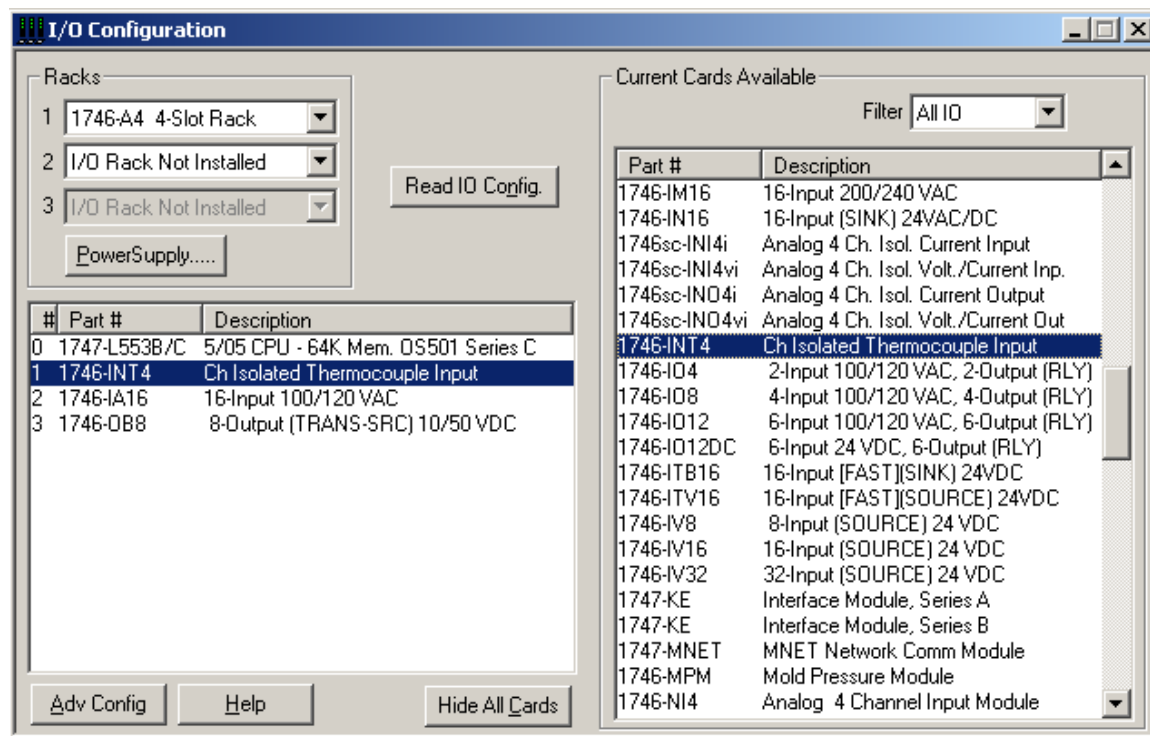 I/O Configuration
Racks
1 1746-A4 4-Slot Rack
2 I/O Rack Not Installed
3 I/O Rack Not Installed
PowerSupply.....
Read IO Config.
# Part # Description
0 1747-L553B/C 5/05 CPU - 64K Mem. OS501 Series C
1 1746-INT4 Ch Isolated Thermocouple Input
2 1746-IA16 16-Input 100/120 VAC
3 1746-OB8 8-Output (TRANS-SRC) 10/50 VDC
Adv Config
Help
Hide All Cards
Current Cards Available
Filter All IO
Part # Description
1746-IM16 16-Input 200/240 VAC
1746-IN16 16-Input (SINK) 24VAC/DC
1746sc-INI4i Analog 4 Ch. Isol. Current Input
1746sc-INI4vi Analog 4 Ch. Isol. Volt./Current Inp.
1746sc-INO4i Analog 4 Ch. Isol. Current Output
1746sc-INO4vi Analog 4 Ch. Isol. Volt./Current Out
1746-INT4 Ch Isolated Thermocouple Input
1746-IO4 2-Input 100/120 VAC, 2-Output (RLY)
1746-IO8 4-Input 100/120 VAC, 4-Output (RLY)
1746-IO12 6-Input 100/120 VAC, 6-Output (RLY)
1746-IO12DC 6-Input 24 VDC, 6-Output (RLY)
1746-ITB16 16-Input [FAST](SINK) 24VDC
1746-ITV16 16-Input [FAST](SOURCE) 24VDC
1746-IV8 8-Input (SOURCE) 24 VDC
1746-IV16 16-Input (SOURCE) 24 VDC
1746-IV32 32-Input (SOURCE) 24 VDC
1747-KE Interface Module, Series A
1747-KE Interface Module, Series B
1747-MNET MNET Network Comm Module
1746-MPM Mold Pressure Module
1746-NI4 Analog 4 Channel Input Module